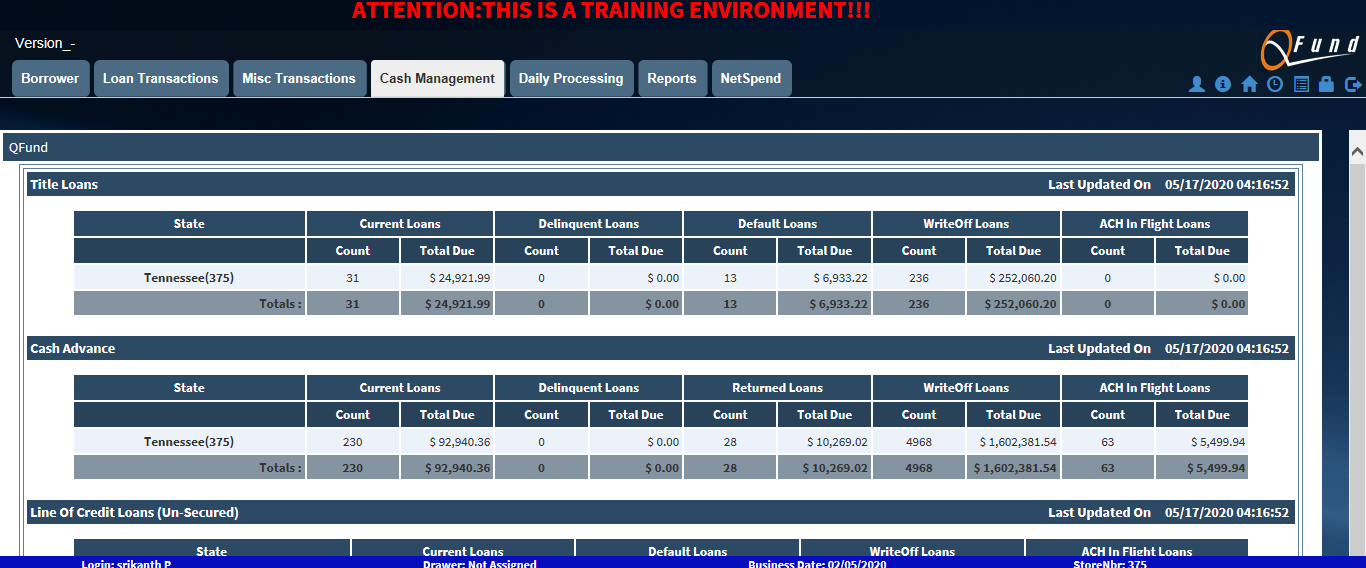 ATTENTION:THIS IS A TRAINING ENVIRONMENT!!!
Version_-
QFund
Borrower Loan Transactions Misc Transactions Cash Management Daily Processing Reports NetSpend
QFund
Title Loans Last Updated On 05/17/2020 04:16:52
State Current Loans Delinquent Loans Default Loans WriteOff Loans ACH In Flight Loans
Count Total Due Count Total Due Count Total Due Count Total Due Count Total Due
Tennessee(375) 31 $ 24,921.99 0 $ 0.00 13 $ 6,933.22 236 $ 252,060.20 0 $ 0.00
Totals : 31 $ 24,921.99 0 $ 0.00 13 $ 6,933.22 236 $ 252,060.20 0 $ 0.00
Cash Advance Last Updated On 05/17/2020 04:16:52
State Current Loans Delinquent Loans Returned Loans WriteOff Loans ACH In Flight Loans
Count Total Due Count Total Due Count Total Due Count Total Due Count Total Due
Tennessee(375) 230 $ 92,940.36 0 $ 0.00 28 $ 10,269.02 4968 $ 1,602,381.54 63 $ 5,499.94
Totals : 230 $ 92,940.36 0 $ 0.00 28 $ 10,269.02 4968 $ 1,602,381.54 63 $ 5,499.94
Line Of Credit Loans (Un-Secured) Last Updated On 05/17/2020 04:16:52
State Current Loans Default Loans WriteOff Loans ACH In Flight Loans
Login: srikanth P Drawer: Not Assigned Business Date: 02/05/2020 StoreNbr: 375